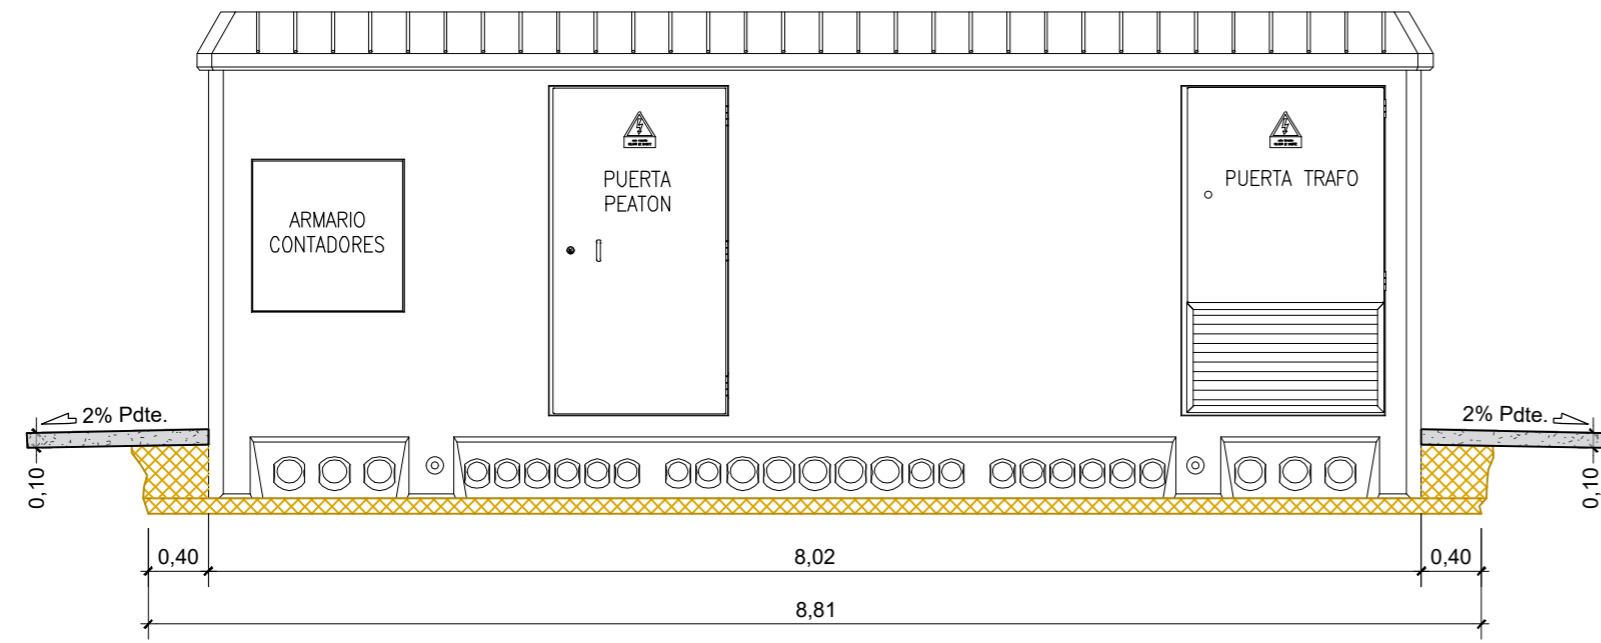 ARMARIO
CONTADORES
PUERTA
PEATON
PUERTA TRAFO
2% Pdte.
2% Pdte.
0,10
0,10
0,40
8,02
0,40
8,81